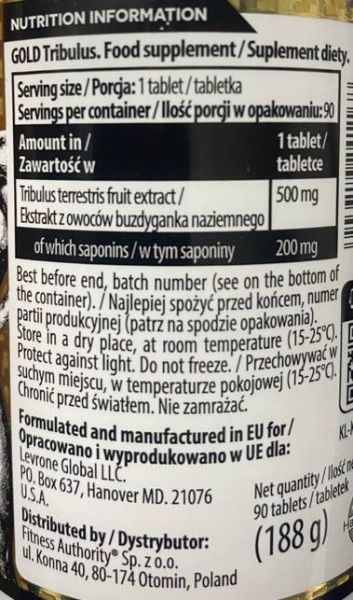 NUTRITION INFORMATION
GOLD Tribulus. Food supplement / Suplement diety.
Serving size / Porcja: 1 tablet / tabletka
Servings per container / Ilość porcji w opakowaniu: 90
Amount in / 1 tablet /
Zawartość w tabletce
Tribulus terrestris fruit extract / 500 mg
Ekstrakt z owoców buzdyganka naziemnego
of which saponins / w tym saponiny 200 mg
Best before end, batch number (see on the bottom of
the container). / Najlepiej spożyć przed końcem, numer
partii produkcyjnej (patrz na spodzie opakowania).
Store in a dry place, at room temperature (15-25°C).
Protect against light. Do not freeze. / Przechowywać w
suchym miejscu, w temperaturze pokojowej (15-25°C).
Chronić przed światłem. Nie zamrażać.
Formulated and manufactured in EU for /
Opracowano i wyprodukowano w UE dla:
Levrone Global LLC.
PO. Box 637, Hanover MD. 21076
U.S.A.
Distributed by / Dystrybutor:
Fitness Authority® Sp. z o.o.
ul. Konna 40, 80-174 Otomin, Poland
Net quantity / Ilość
90 tablets / tabletek
(188 g)